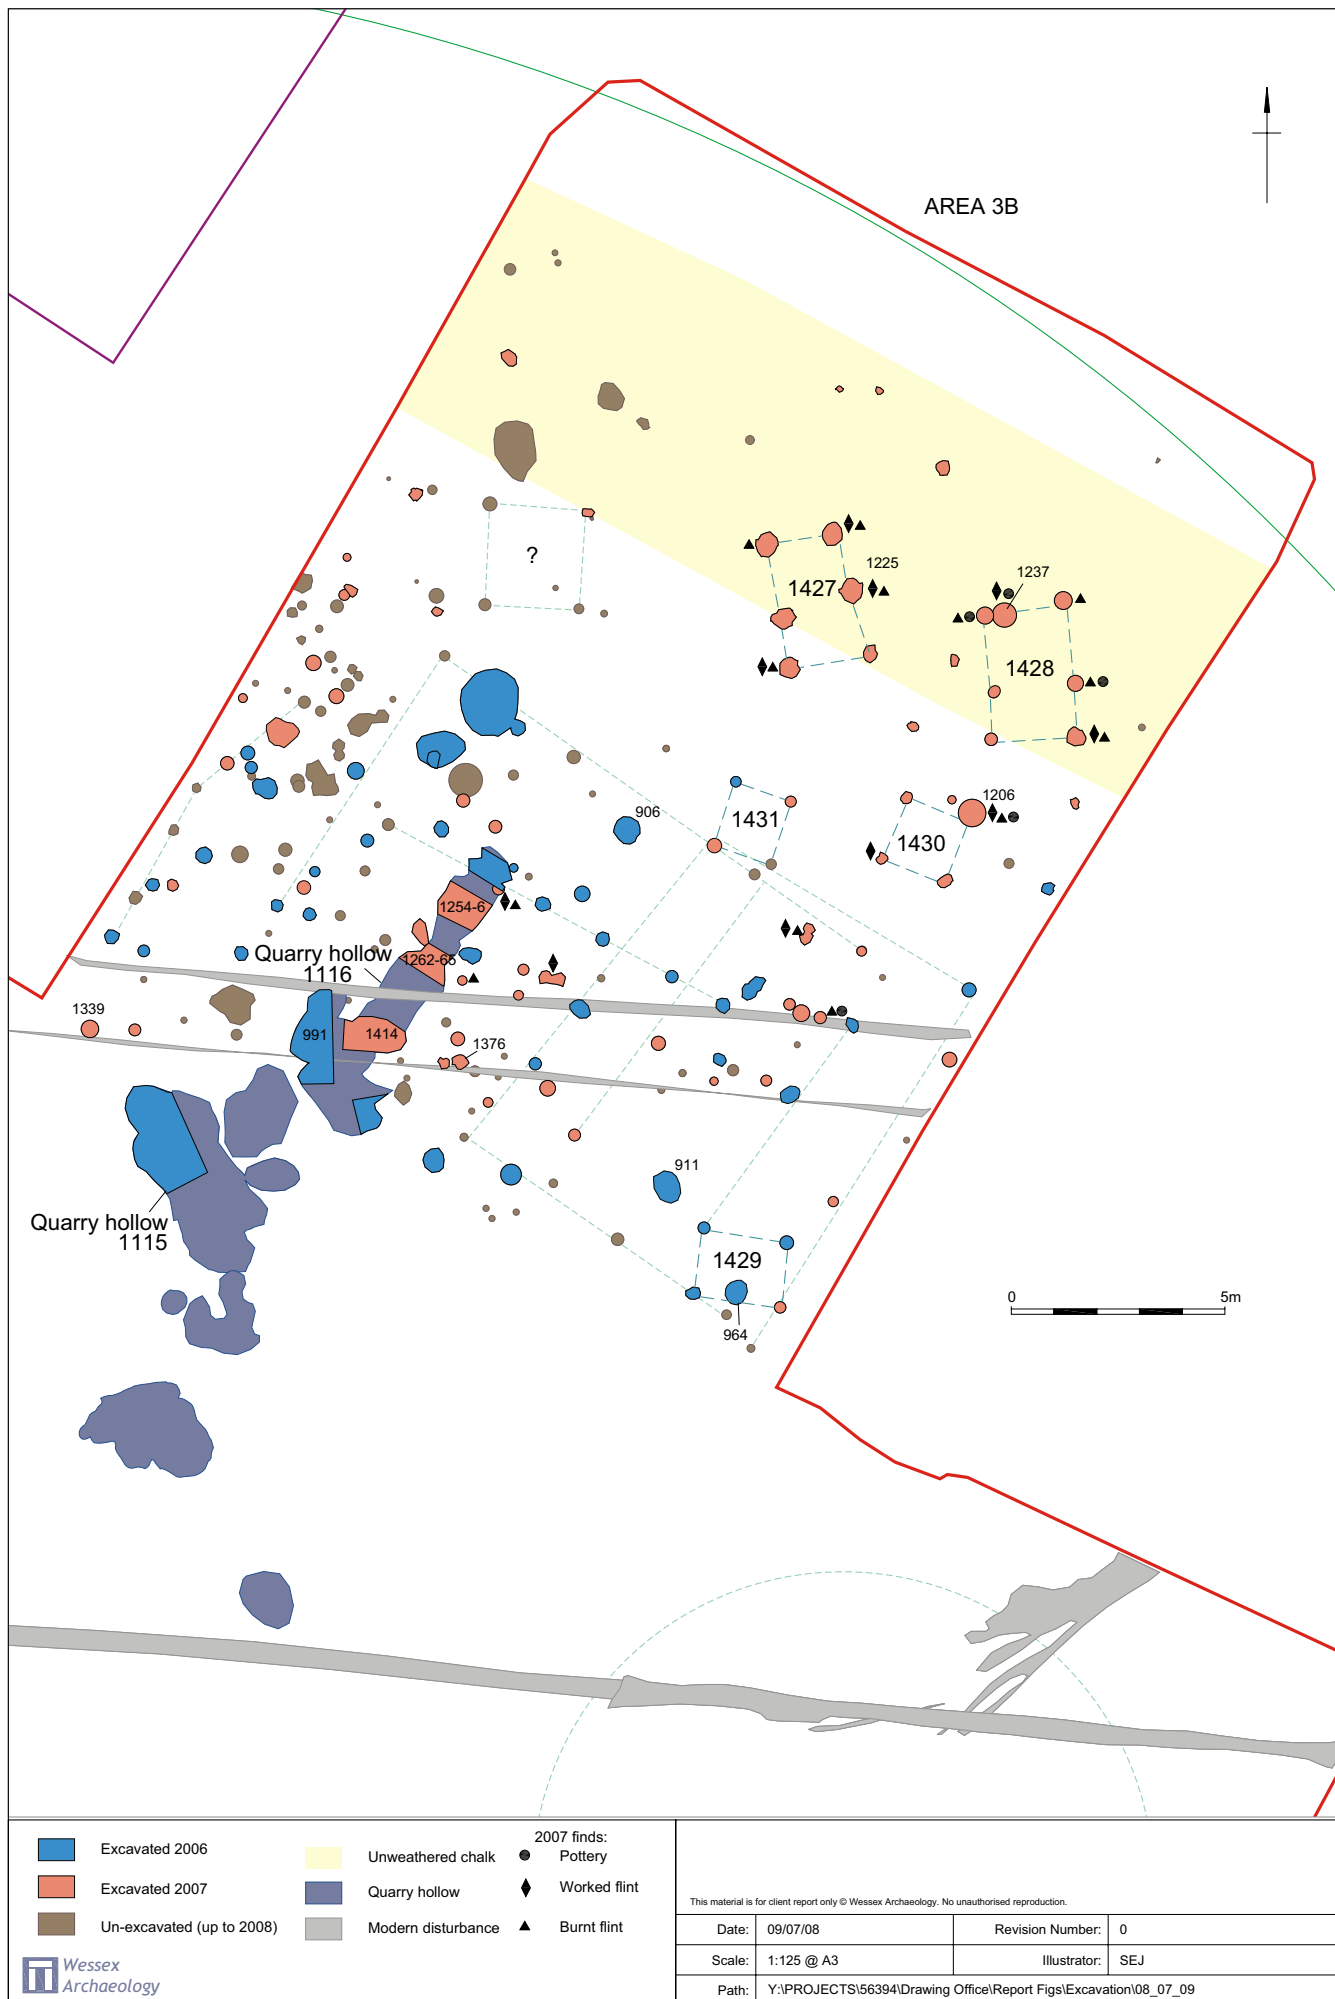 AREA 3B
?
1225
1427
1237
1428
1206
906
1431
1430
1254-6
Quarry hollow
1116
1262-65
1339
991
1414
1376
911
Quarry hollow
1115
1429
964
0 5m
Excavated 2006
Excavated 2007
Un-excavated (up to 2008)
Unweathered chalk
Quarry hollow
Modern disturbance
2007 finds:
Pottery
Worked flint
Burnt flint
Wessex
Archaeology
This material is for client report only © Wessex Archaeology. No unauthorised reproduction.
Date: 09/07/08 Revision Number: 0
Scale: 1:125 @ A3 Illustrator: SEJ
Path: Y:\PROJECTS\56394\Drawing Office\Report Figs\Excavation\08_07_09